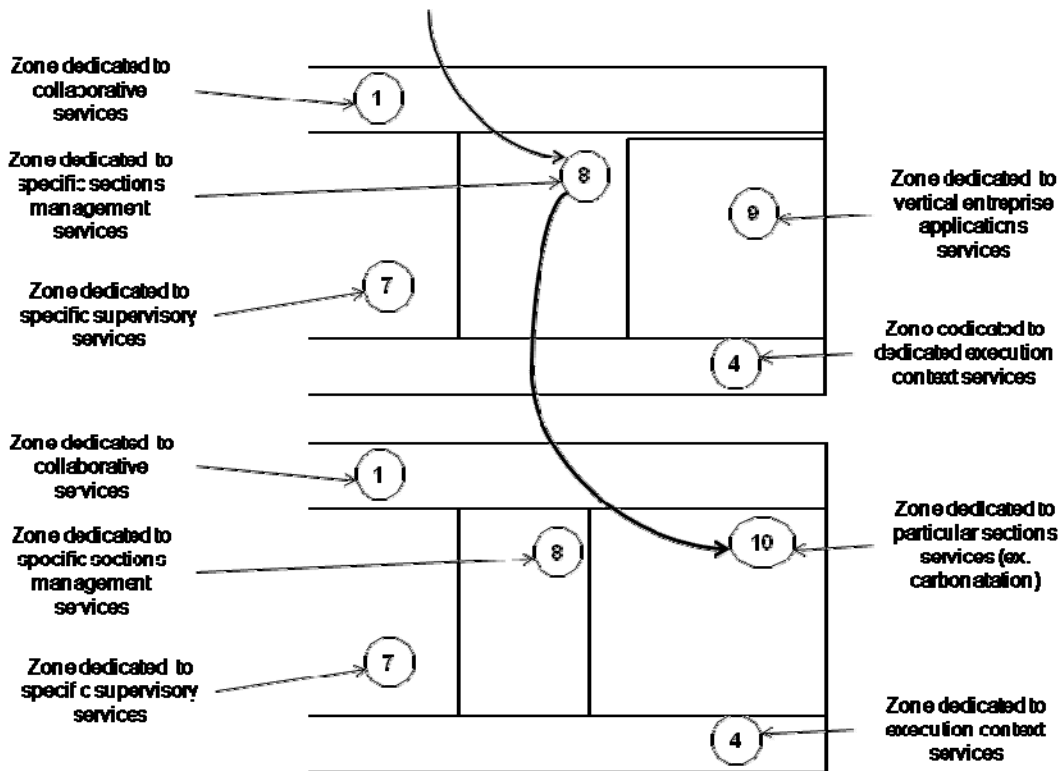 Zone dedicated to
collaborative
services
1
Zone dedicated to
specific sections
management
services
8
Zone dedicated to
vertical entreprise
applications
services
9
Zone dedicated to
specific supervisory
services
7
Zone codicated to
dedicated execution
context services
4
Zone dedicated to
collaborative
services
1
Zone dedicated to
specific sections
management
services
8
Zone dedicated to
particular sections
services (ex.
carbonatation)
10
Zone dedicated to
specific supervisory
services
7
Zone dedicated to
execution context
services
4